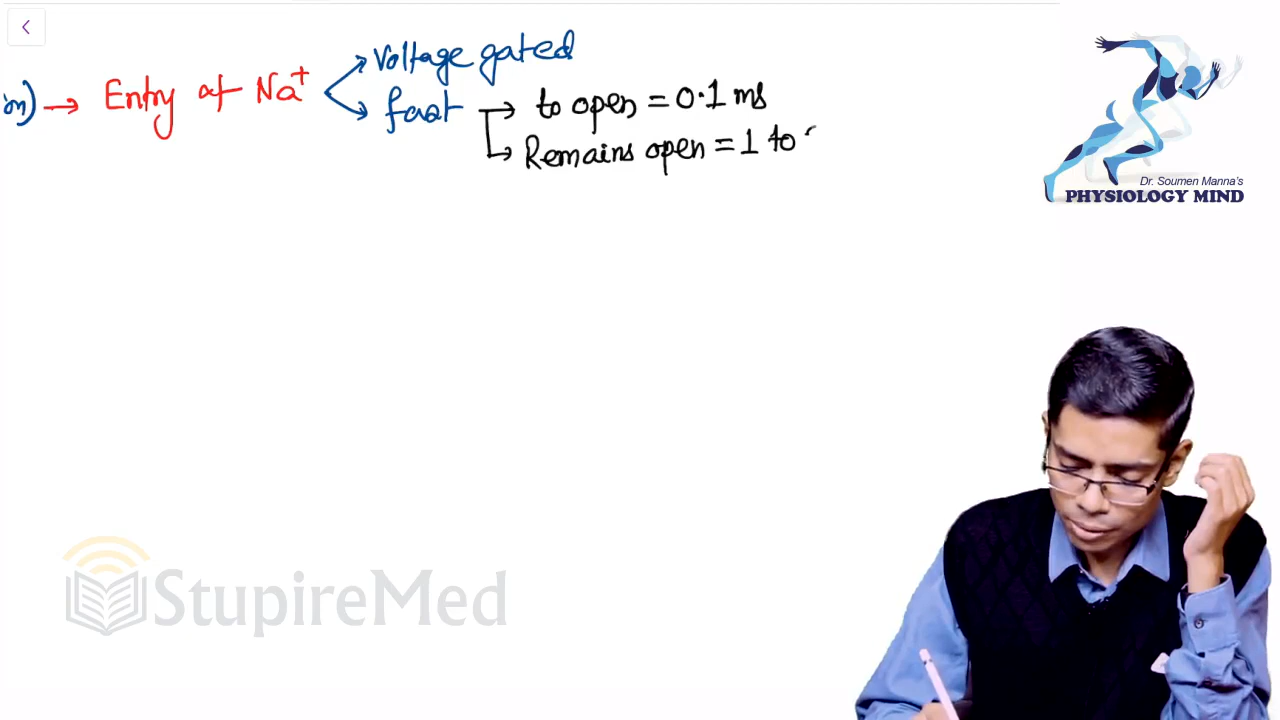 Voltage gated
on) → Entry of Na+
fast → to open = 0.1 ms
Remains open = 1 to
Dr. Soumen Manna's
PHYSIOLOGY MIND
StupireMed